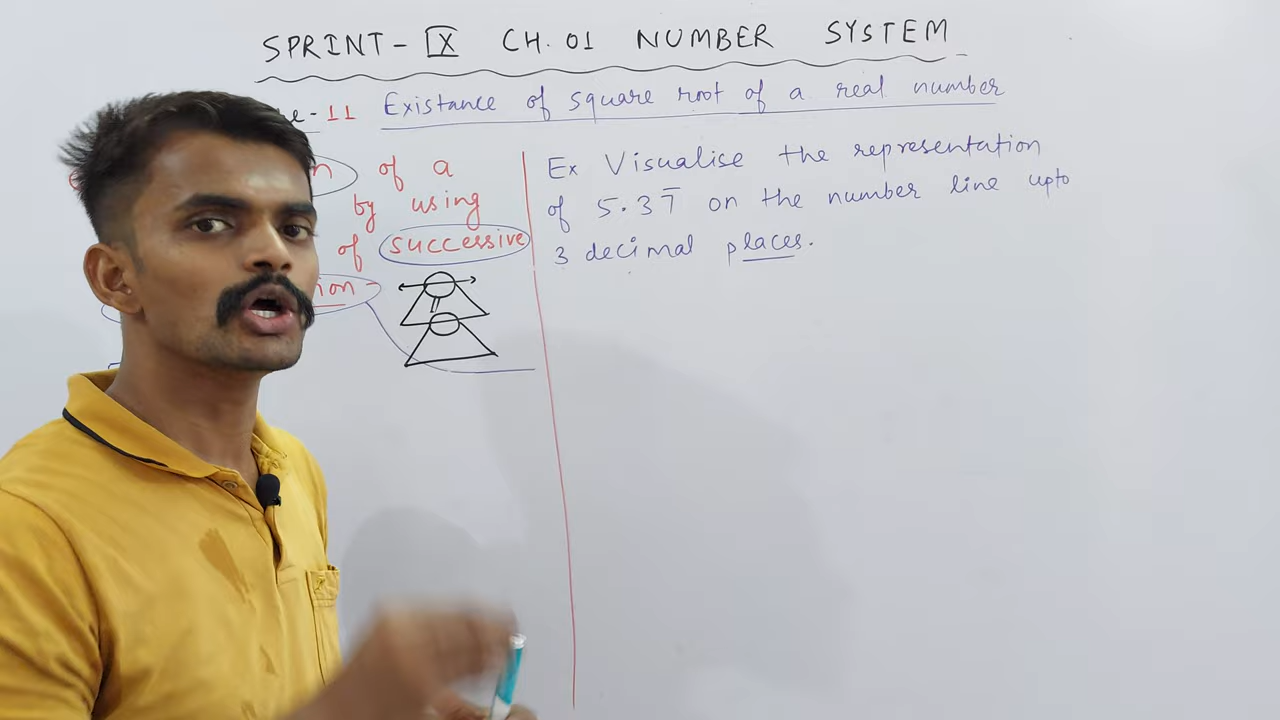 SPRINT- IX CH. 01 NUMBER SYSTEM
11 Existance of square root of a real number
of a
by using
of successive
Ex Visualise the representation
of 5.37̅ on the number line upto
3 decimal places.